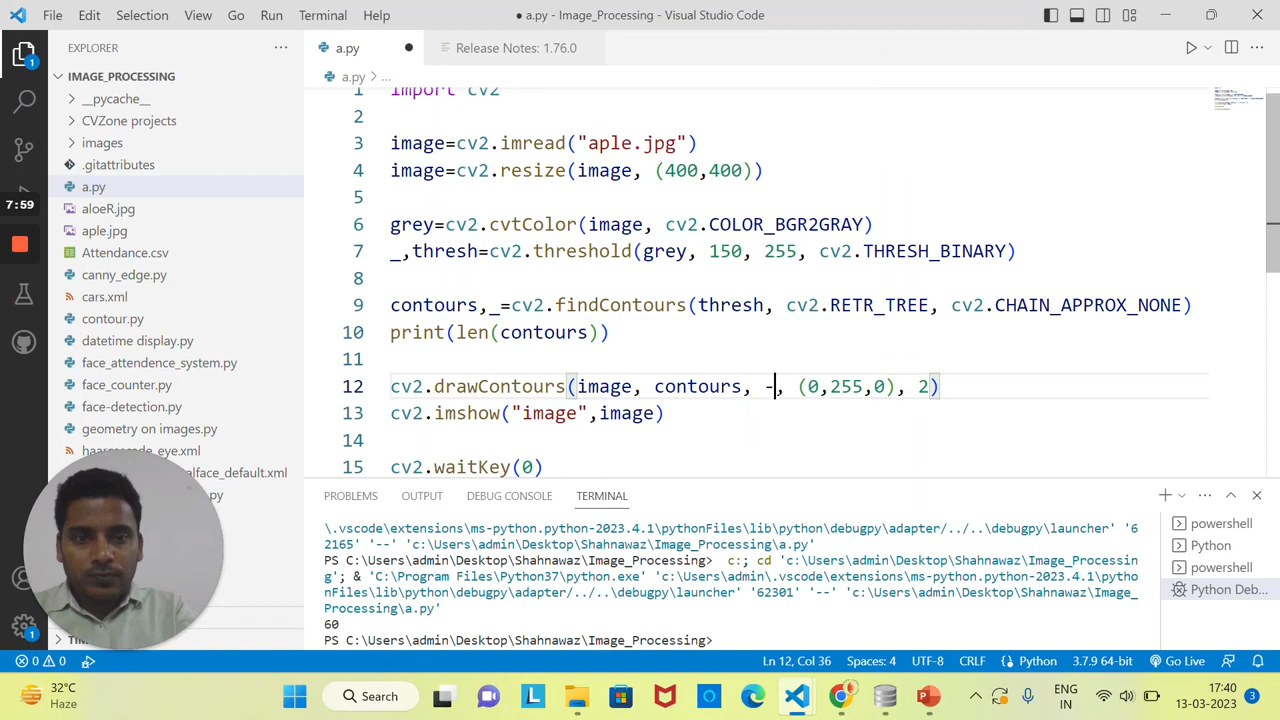 File Edit Selection View Go Run Terminal Help
● a.py - Image_Processing - Visual Studio Code
EXPLORER
a.py
Release Notes: 1.76.0
IMAGE_PROCESSING
a.py > ...
__pycache__
CVZone projects
images
.gitattributes
a.py
aloeR.jpg
aple.jpg
Attendance.csv
canny_edge.py
cars.xml
contour.py
datetime display.py
face_attendence_system.py
face_counter.py
face-detection.py
geometry on images.py
haarcascade_eye.xml
alface_default.xml
py
7:59
1 import cv2
2
3 image=cv2.imread("aple.jpg")
4 image=cv2.resize(image, (400,400))
5
6 grey=cv2.cvtColor(image, cv2.COLOR_BGR2GRAY)
7 _,thresh=cv2.threshold(grey, 150, 255, cv2.THRESH_BINARY)
8
9 contours,_=cv2.findContours(thresh, cv2.RETR_TREE, cv2.CHAIN_APPROX_NONE)
10 print(len(contours))
11
12 cv2.drawContours(image, contours, -, (0,255,0), 2)
13 cv2.imshow("image",image)
14
15 cv2.waitKey(0)
PROBLEMS OUTPUT DEBUG CONSOLE TERMINAL
\.vscode\extensions\ms-python.python-2023.4.1\pythonFiles\lib\python\debugpy\adapter/../..\debugpy\launcher' '6
2165' '--' 'c:\Users\admin\Desktop\Shahnawaz\Image_Processing\a.py'
PS C:\Users\admin\Desktop\Shahnawaz\Image_Processing>  c:; cd 'c:\Users\admin\Desktop\Shahnawaz\Image_Processin
g'; & 'C:\Program Files\Python37\python.exe' 'c:\Users\admin\.vscode\extensions\ms-python.python-2023.4.1\pytho
nFiles\lib\python\debugpy\adapter/../..\debugpy\launcher' '62301' '--' 'c:\Users\admin\Desktop\Shahnawaz\Image_
Processing\a.py'
60
PS C:\Users\admin\Desktop\Shahnawaz\Image_Processing>
powershell
Python
powershell
Python Deb...
0 0
Ln 12, Col 36 Spaces: 4 UTF-8 CRLF Python 3.7.9 64-bit Go Live
32°C
Haze
Search
ENG
IN
17:40
13-03-2023
3